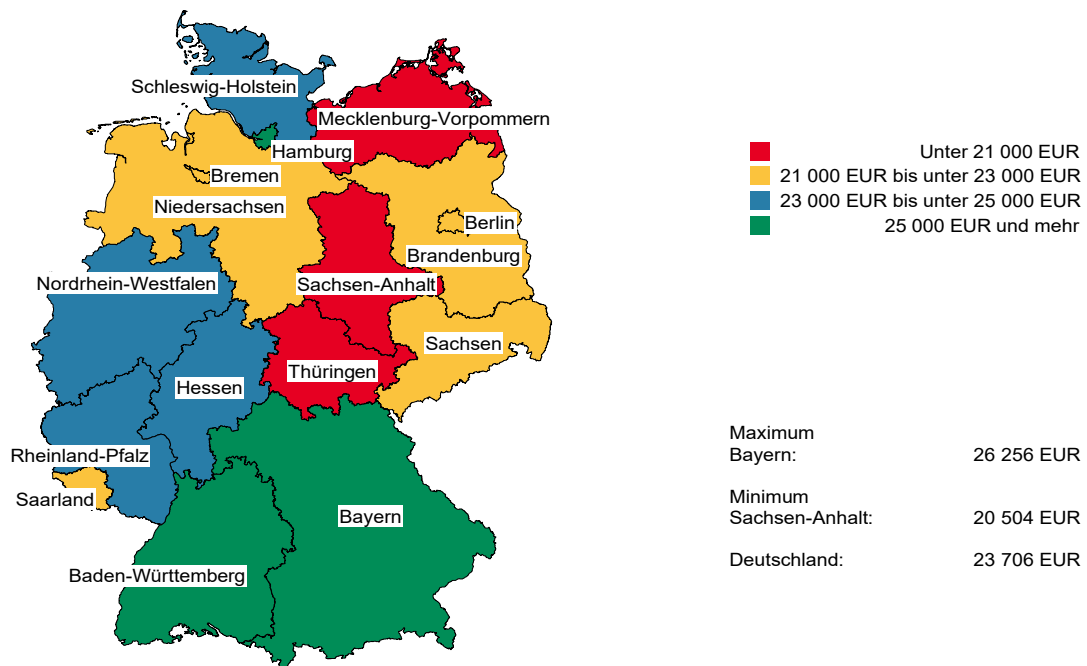 Schleswig-Holstein
Mecklenburg-Vorpommern
Hamburg
Bremen
Niedersachsen
Berlin
Brandenburg
Nordrhein-Westfalen
Sachsen-Anhalt
Sachsen
Thüringen
Hessen
Rheinland-Pfalz
Saarland
Bayern
Baden-Württemberg
Unter 21 000 EUR
21 000 EUR bis unter 23 000 EUR
23 000 EUR bis unter 25 000 EUR
25 000 EUR und mehr
Maximum
Bayern: 26 256 EUR
Minimum
Sachsen-Anhalt: 20 504 EUR
Deutschland: 23 706 EUR